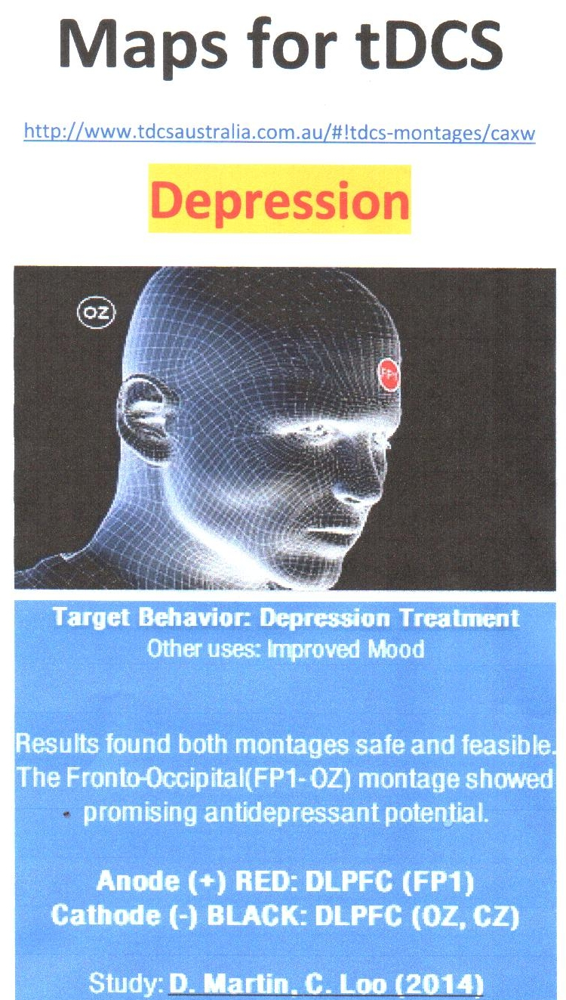 Maps for tDCS
http://www.tdcsaustralia.com.au/#!tdcs-montages/caxw
Depression
OZ
FP1
Target Behavior: Depression Treatment
Other uses: Improved Mood
Results found both montages safe and feasible.
The Fronto-Occipital(FP1- OZ) montage showed
promising antidepressant potential.
Anode (+) RED: DLPFC (FP1)
Cathode (-) BLACK: DLPFC (OZ, CZ)
Study: D. Martin, C. Loo (2014)